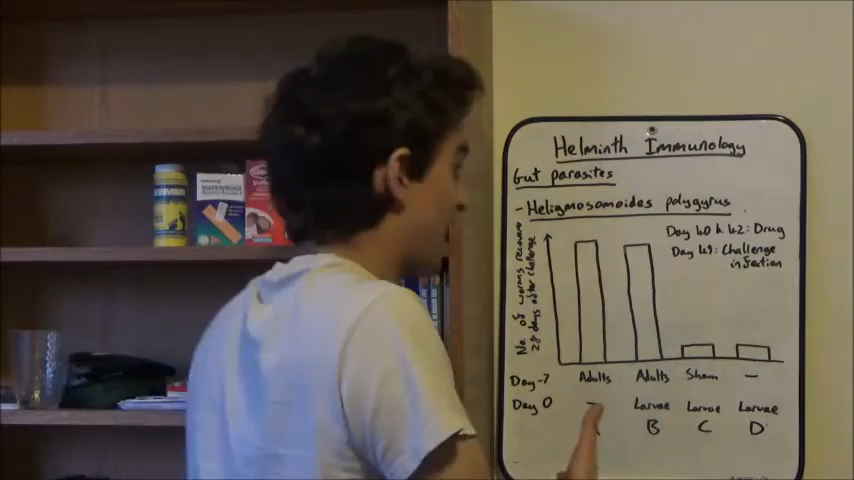 Helminth Immunology
Gut parasites
- Heligmosomoides polygyrus
Day 40 & 42: Drug
Day 49: Challenge
infection
No of worms recovered
28 days after challenge
Day -7 Adults Adults Sham —
Day 0 — Larvae Larvae Larvae
B C D
WATERPROOF